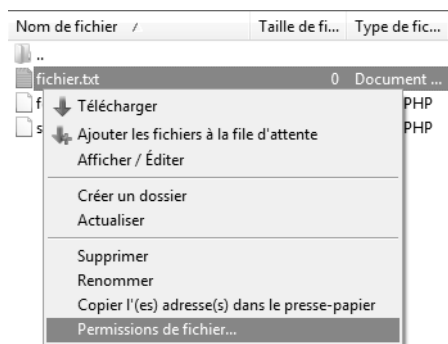 Nom de fichier / Taille de fi... Type de fic...
..
fichier.txt 0 Document ...
f PHP
s PHP
Télécharger
Ajouter les fichiers à la file d'attente
Afficher / Éditer
Créer un dossier
Actualiser
Supprimer
Renommer
Copier l'(es) adresse(s) dans le presse-papier
Permissions de fichier...